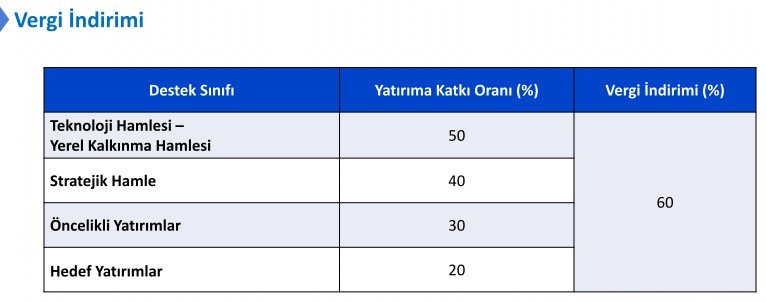 Vergi İndirimi
Destek Sınıfı Yatırıma Katkı Oranı (%) Vergi İndirimi (%)
Teknoloji Hamlesi –
Yerel Kalkınma Hamlesi
50
Stratejik Hamle 40
60
Öncelikli Yatırımlar 30
Hedef Yatırımlar 20